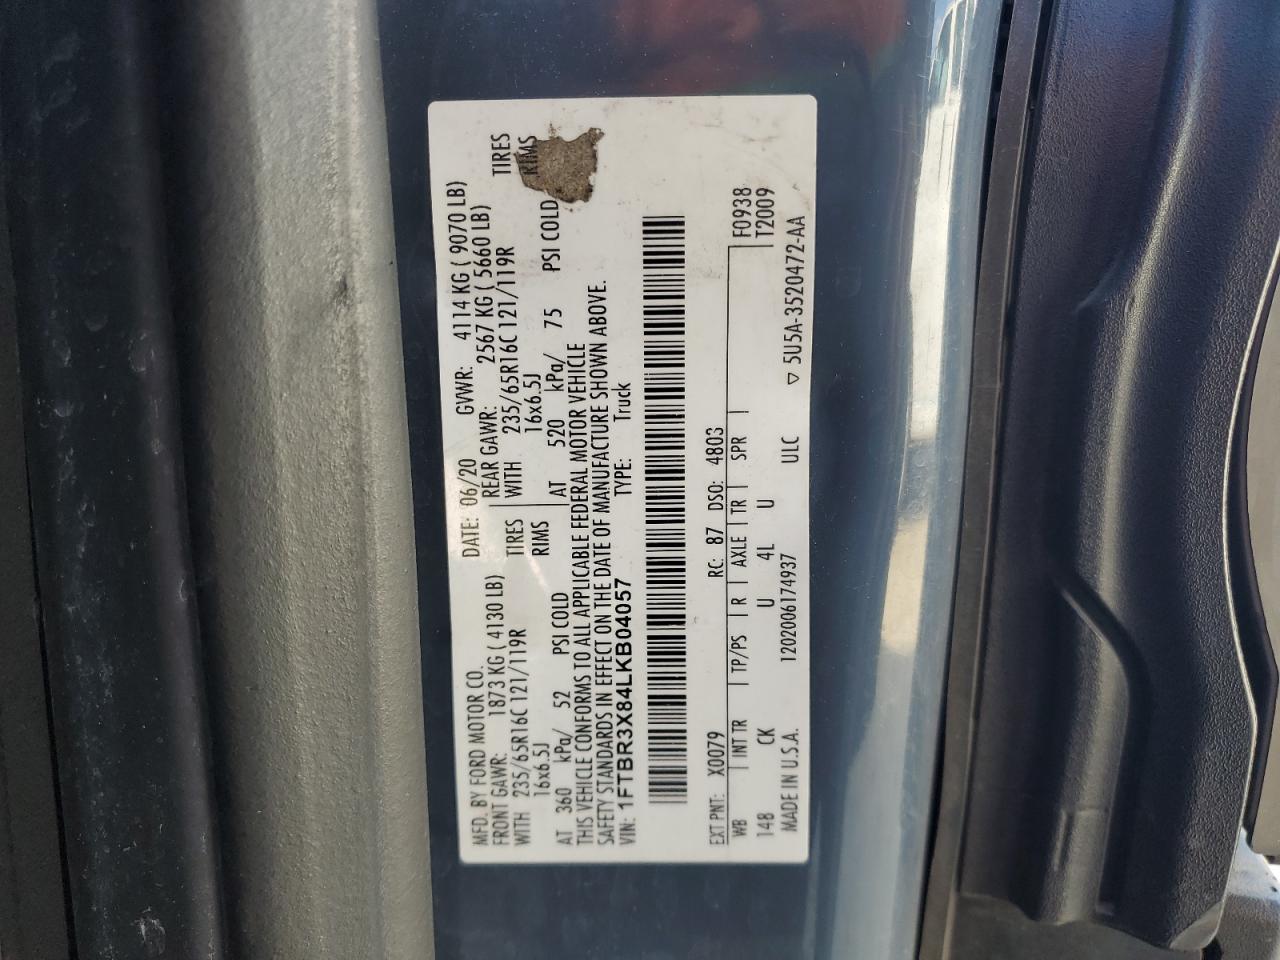 MFD. BY FORD MOTOR CO. DATE: 06/20 GVWR: 4114 KG ( 9070 LB)
FRONT GAWR: 1873 KG ( 4130 LB) REAR GAWR: 2567 KG ( 5660 LB)
WITH 235/65R16C 121/119R TIRES WITH 235/65R16C 121/119R TIRES
16x6.5J RIMS 16x6.5J RIMS
AT 360 kPa/ 52 PSI COLD AT 520 kPa/ 75 PSI COLD
THIS VEHICLE CONFORMS TO ALL APPLICABLE FEDERAL MOTOR VEHICLE
SAFETY STANDARDS IN EFFECT ON THE DATE OF MANUFACTURE SHOWN ABOVE.
VIN: 1FTBR3X84LKB04057 TYPE: Truck
EXT PNT: X0079 RC: 87 DSO: 4803 F0938
WB INT TR TP/PS R AXLE TR SPR T2009
148 CK U 4L U
MADE IN U.S.A. 1202006174937 ULC ▽ 5U5A-3520472-AA